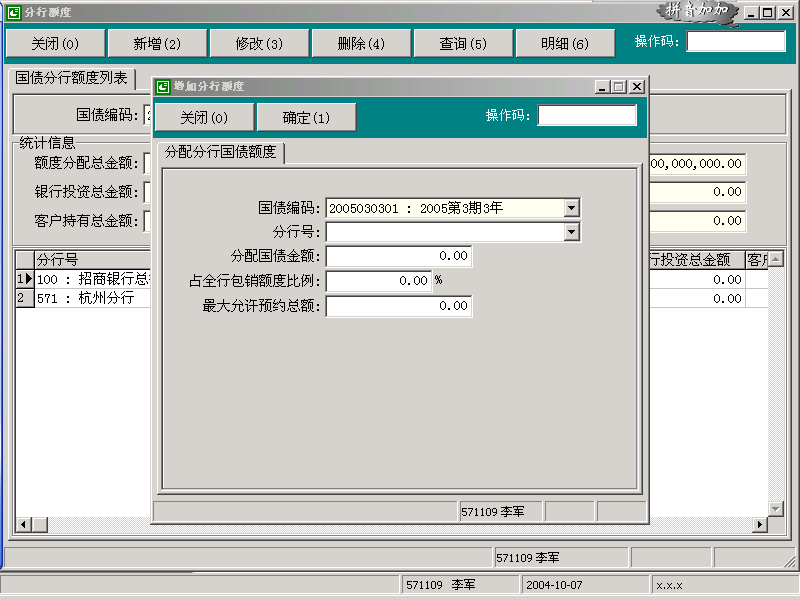 分行额度
拼音加加
关闭(0) 新增(2) 修改(3) 删除(4) 查询(5) 明细(6) 操作码:
国债分行额度列表
国债编码: 2
统计信息
额度分配总金额: 00,000,000.00
银行投资总金额: 0.00
客户持有总金额: 0.00
分行号 行投资总金额 客户
1 100 : 招商银行总 0.00
2 571 : 杭州分行 0.00
增加分行额度
关闭(0) 确定(1) 操作码:
分配分行国债额度
国债编码: 2005030301 : 2005第3期3年
分行号:
分配国债金额: 0.00
占全行包销额度比例: 0.00 %
最大允许预约总额: 0.00
571109 李军
571109 李军
571109 李军 2004-10-07 x.x.x